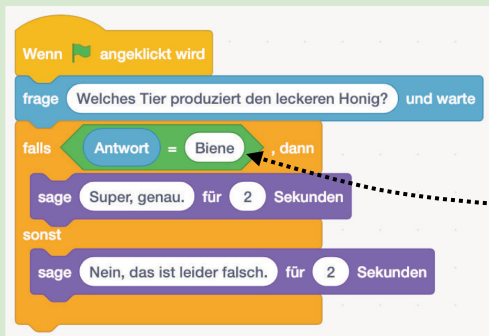 Wenn angeklickt wird
frage Welches Tier produziert den leckeren Honig? und warte
falls Antwort = Biene , dann
sage Super, genau. für 2 Sekunden
sonst
sage Nein, das ist leider falsch. für 2 Sekunden